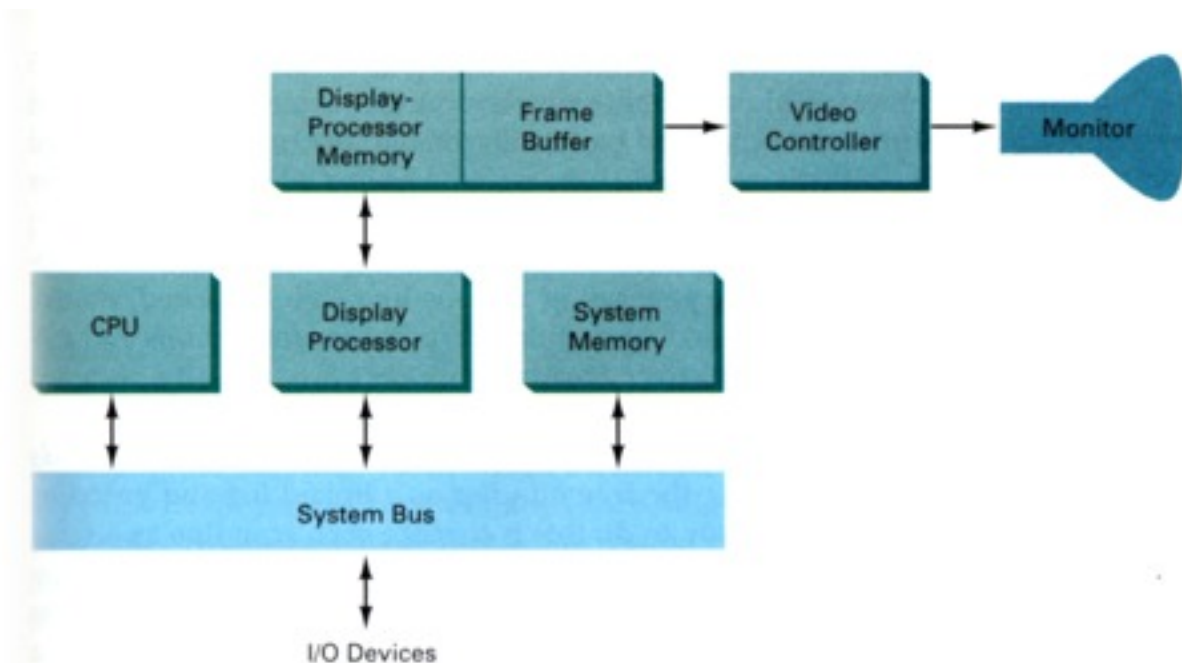 Display-
Processor
Memory
Frame
Buffer
Video
Controller
Monitor
CPU
Display
Processor
System
Memory
System Bus
I/O Devices